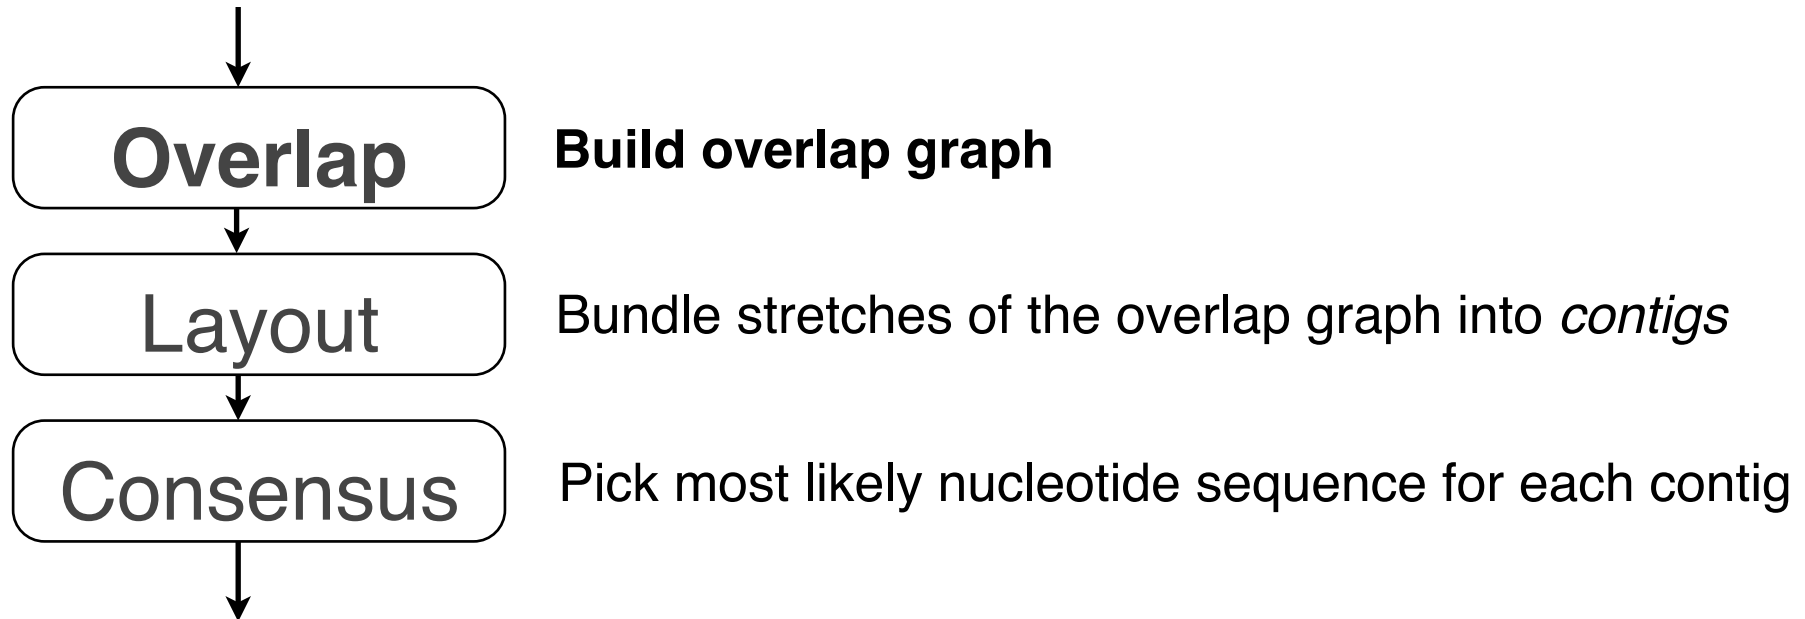 Overlap
Build overlap graph
Layout
Bundle stretches of the overlap graph into contigs
Consensus
Pick most likely nucleotide sequence for each contig